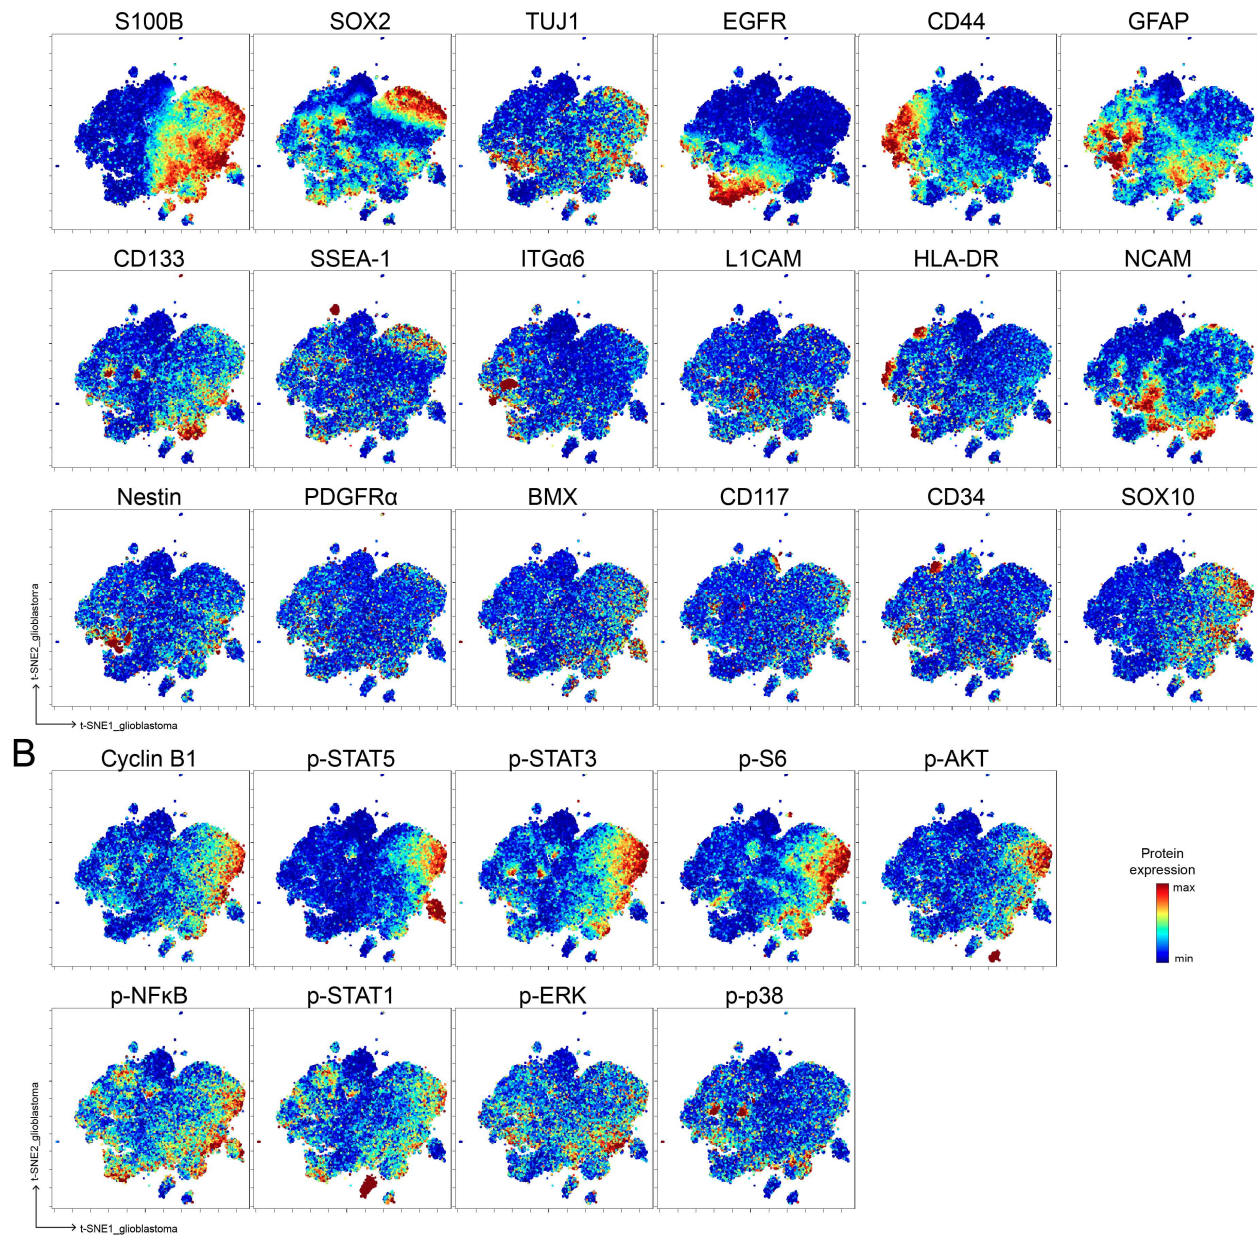 S100B SOX2 TUJ1 EGFR CD44 GFAP
CD133 SSEA-1 ITGα6 L1CAM HLA-DR NCAM
Nestin PDGFRα BMX CD117 CD34 SOX10
t-SNE2_glioblastoma
t-SNE1_glioblastoma
B
Cyclin B1 p-STAT5 p-STAT3 p-S6 p-AKT
Protein
expression
max
min
p-NFκB p-STAT1 p-ERK p-p38
t-SNE2_glioblastoma
t-SNE1_glioblastoma